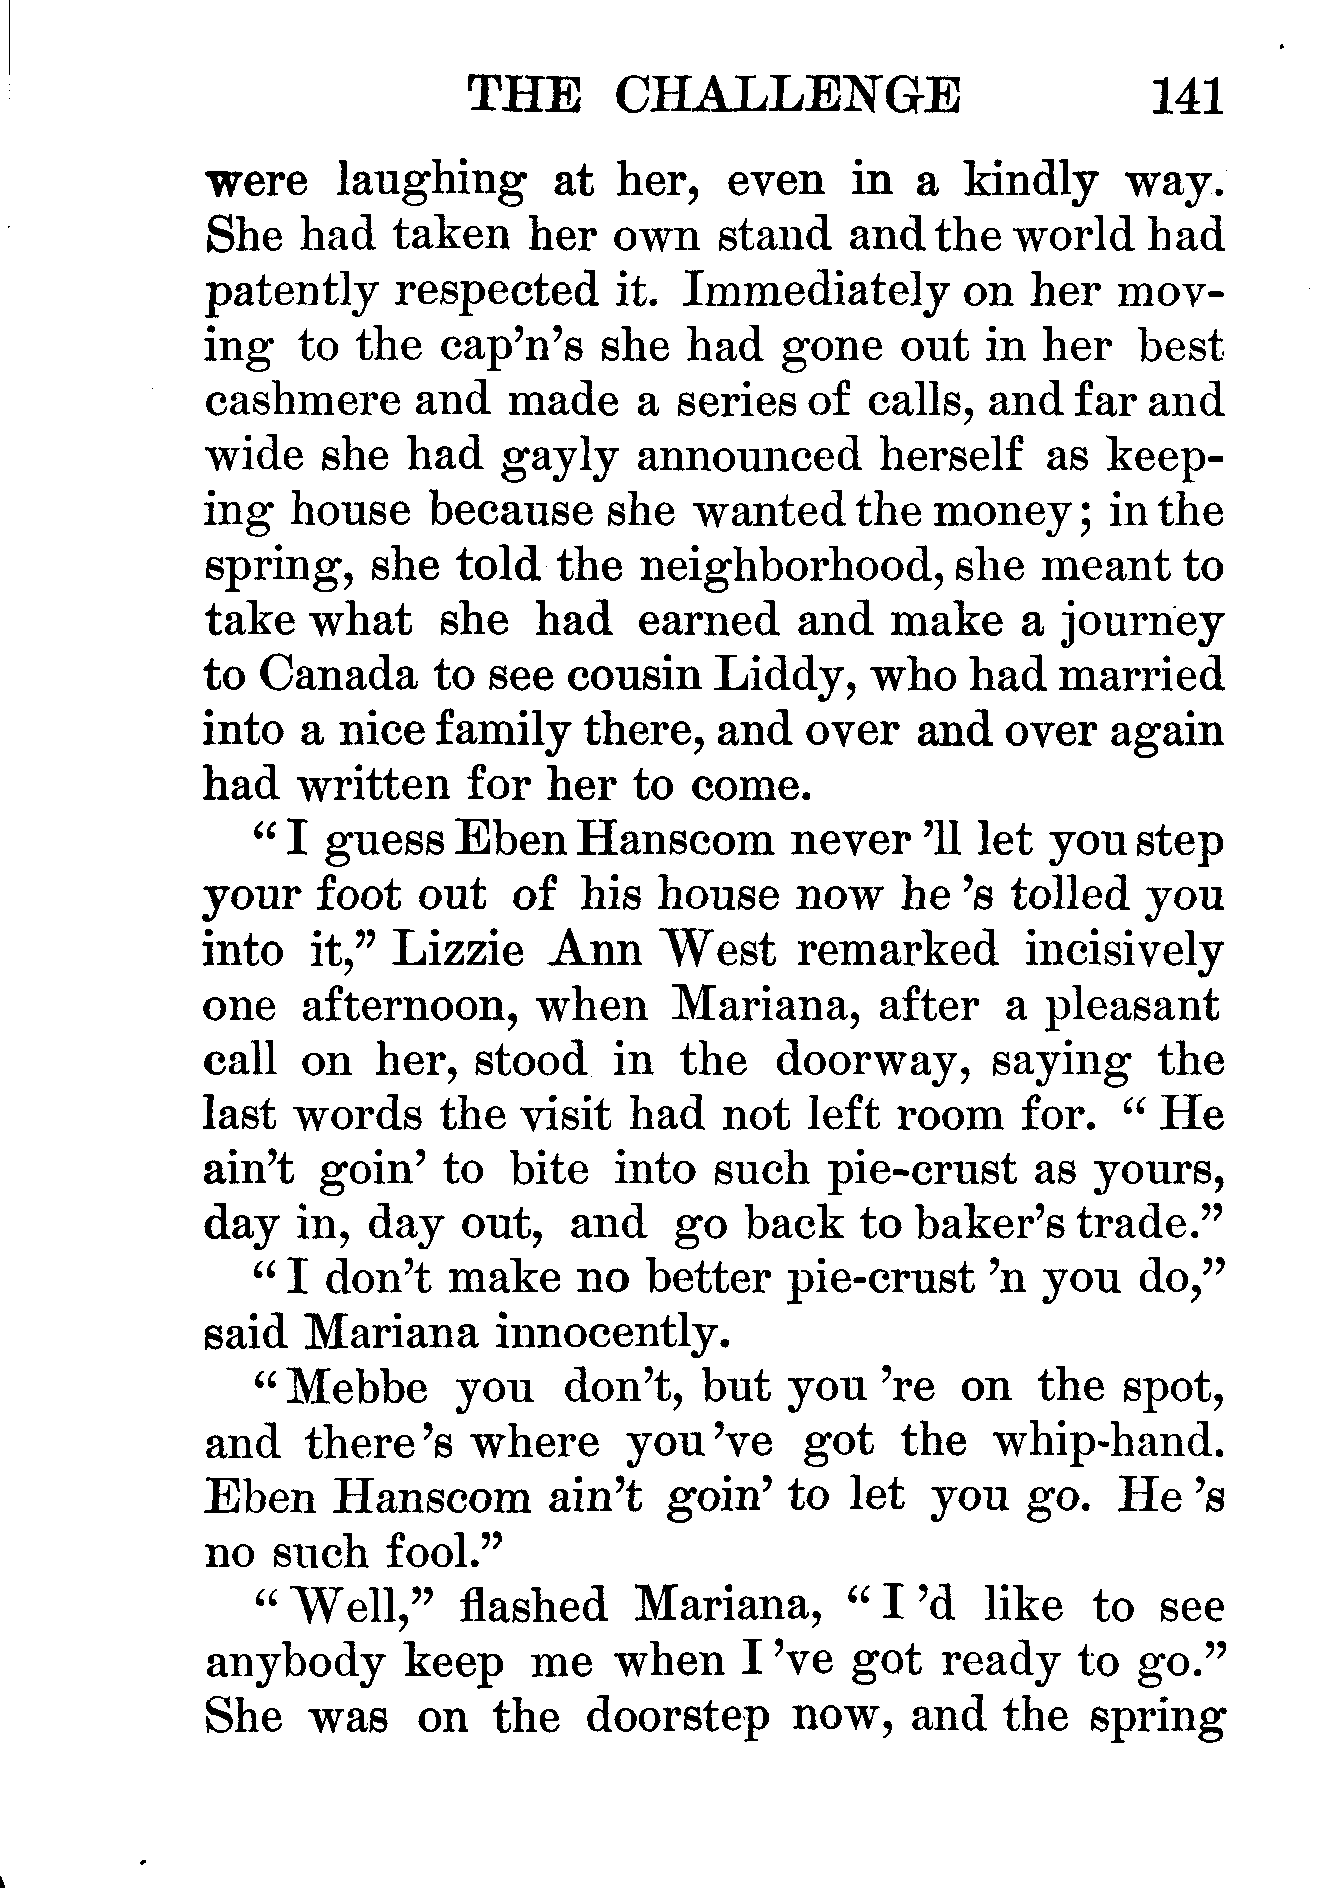 THE CHALLENGE 141
were laughing at her, even in a kindly way.
She had taken her own stand and the world had
patently respected it. Immediately on her mov-
ing to the cap'n's she had gone out in her best
cashmere and made a series of calls, and far and
wide she had gayly announced herself as keep-
ing house because she wanted the money; in the
spring, she told the neighborhood, she meant to
take what she had earned and make a journey
to Canada to see cousin Liddy, who had married
into a nice family there, and over and over again
had written for her to come.
“I guess Eben Hanscom never 'll let you step
your foot out of his house now he 's tolled you
into it,” Lizzie Ann West remarked incisively
one afternoon, when Mariana, after a pleasant
call on her, stood in the doorway, saying the
last words the visit had not left room for. “He
ain't goin' to bite into such pie-crust as yours,
day in, day out, and go back to baker's trade.”
“I don't make no better pie-crust 'n you do,”
said Mariana innocently.
“Mebbe you don't, but you 're on the spot,
and there 's where you 've got the whip-hand.
Eben Hanscom ain't goin' to let you go. He 's
no such fool.”
“Well,” flashed Mariana, “I 'd like to see
anybody keep me when I 've got ready to go.”
She was on the doorstep now, and the spring